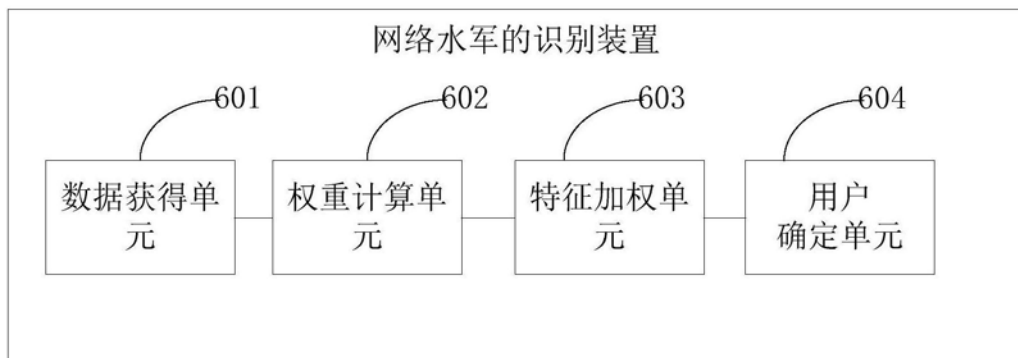 网络水军的识别装置
601
602
603
604
数据获得单
元
权重计算单
元
特征加权单
元
用户
确定单元